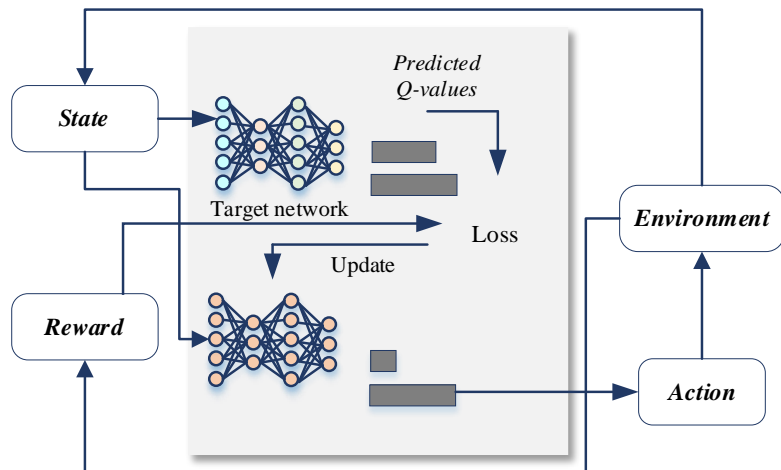 Predicted
Q-values
State
Target network
Environment
Loss
Update
Reward
Action